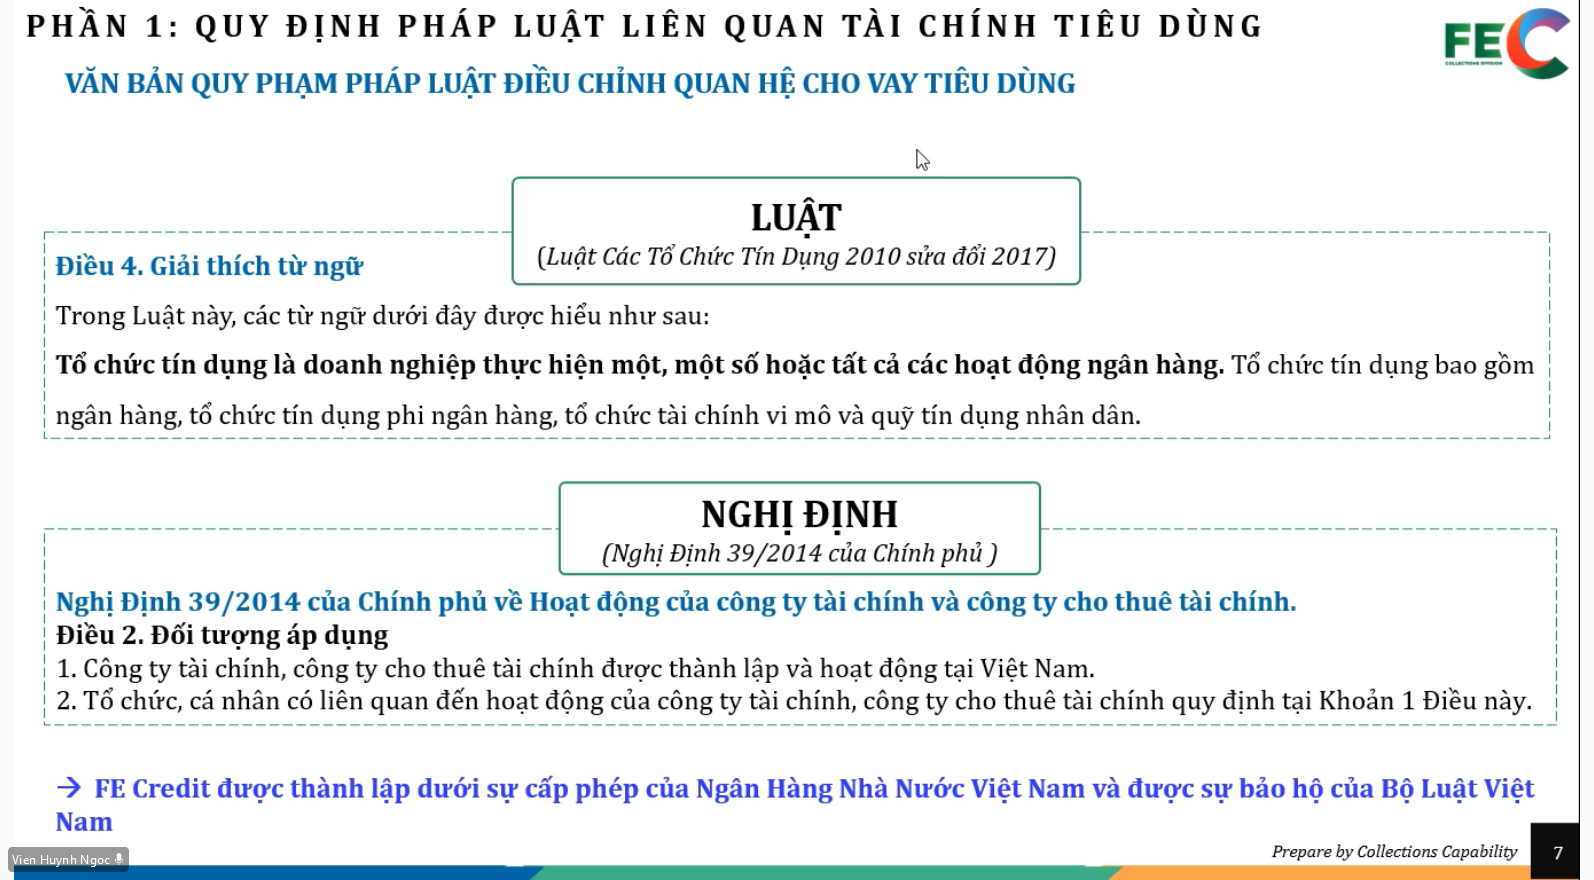 PHẦN 1: QUY ĐỊNH PHÁP LUẬT LIÊN QUAN TÀI CHÍNH TIÊU DÙNG
FEC
COLLECTIONS DIVISION
VĂN BẢN QUY PHẠM PHÁP LUẬT ĐIỀU CHỈNH QUAN HỆ CHO VAY TIÊU DÙNG
LUẬT
(Luật Các Tổ Chức Tín Dụng 2010 sửa đổi 2017)
Điều 4. Giải thích từ ngữ
Trong Luật này, các từ ngữ dưới đây được hiểu như sau:
Tổ chức tín dụng là doanh nghiệp thực hiện một, một số hoặc tất cả các hoạt động ngân hàng. Tổ chức tín dụng bao gồm
ngân hàng, tổ chức tín dụng phi ngân hàng, tổ chức tài chính vi mô và quỹ tín dụng nhân dân.
NGHỊ ĐỊNH
(Nghị Định 39/2014 của Chính phủ )
Nghị Định 39/2014 của Chính phủ về Hoạt động của công ty tài chính và công ty cho thuê tài chính.
Điều 2. Đối tượng áp dụng
1. Công ty tài chính, công ty cho thuê tài chính được thành lập và hoạt động tại Việt Nam.
2. Tổ chức, cá nhân có liên quan đến hoạt động của công ty tài chính, công ty cho thuê tài chính quy định tại Khoản 1 Điều này.
→ FE Credit được thành lập dưới sự cấp phép của Ngân Hàng Nhà Nước Việt Nam và được sự bảo hộ của Bộ Luật Việt
Nam
Vien Huynh Ngoc
Prepare by Collections Capability
7